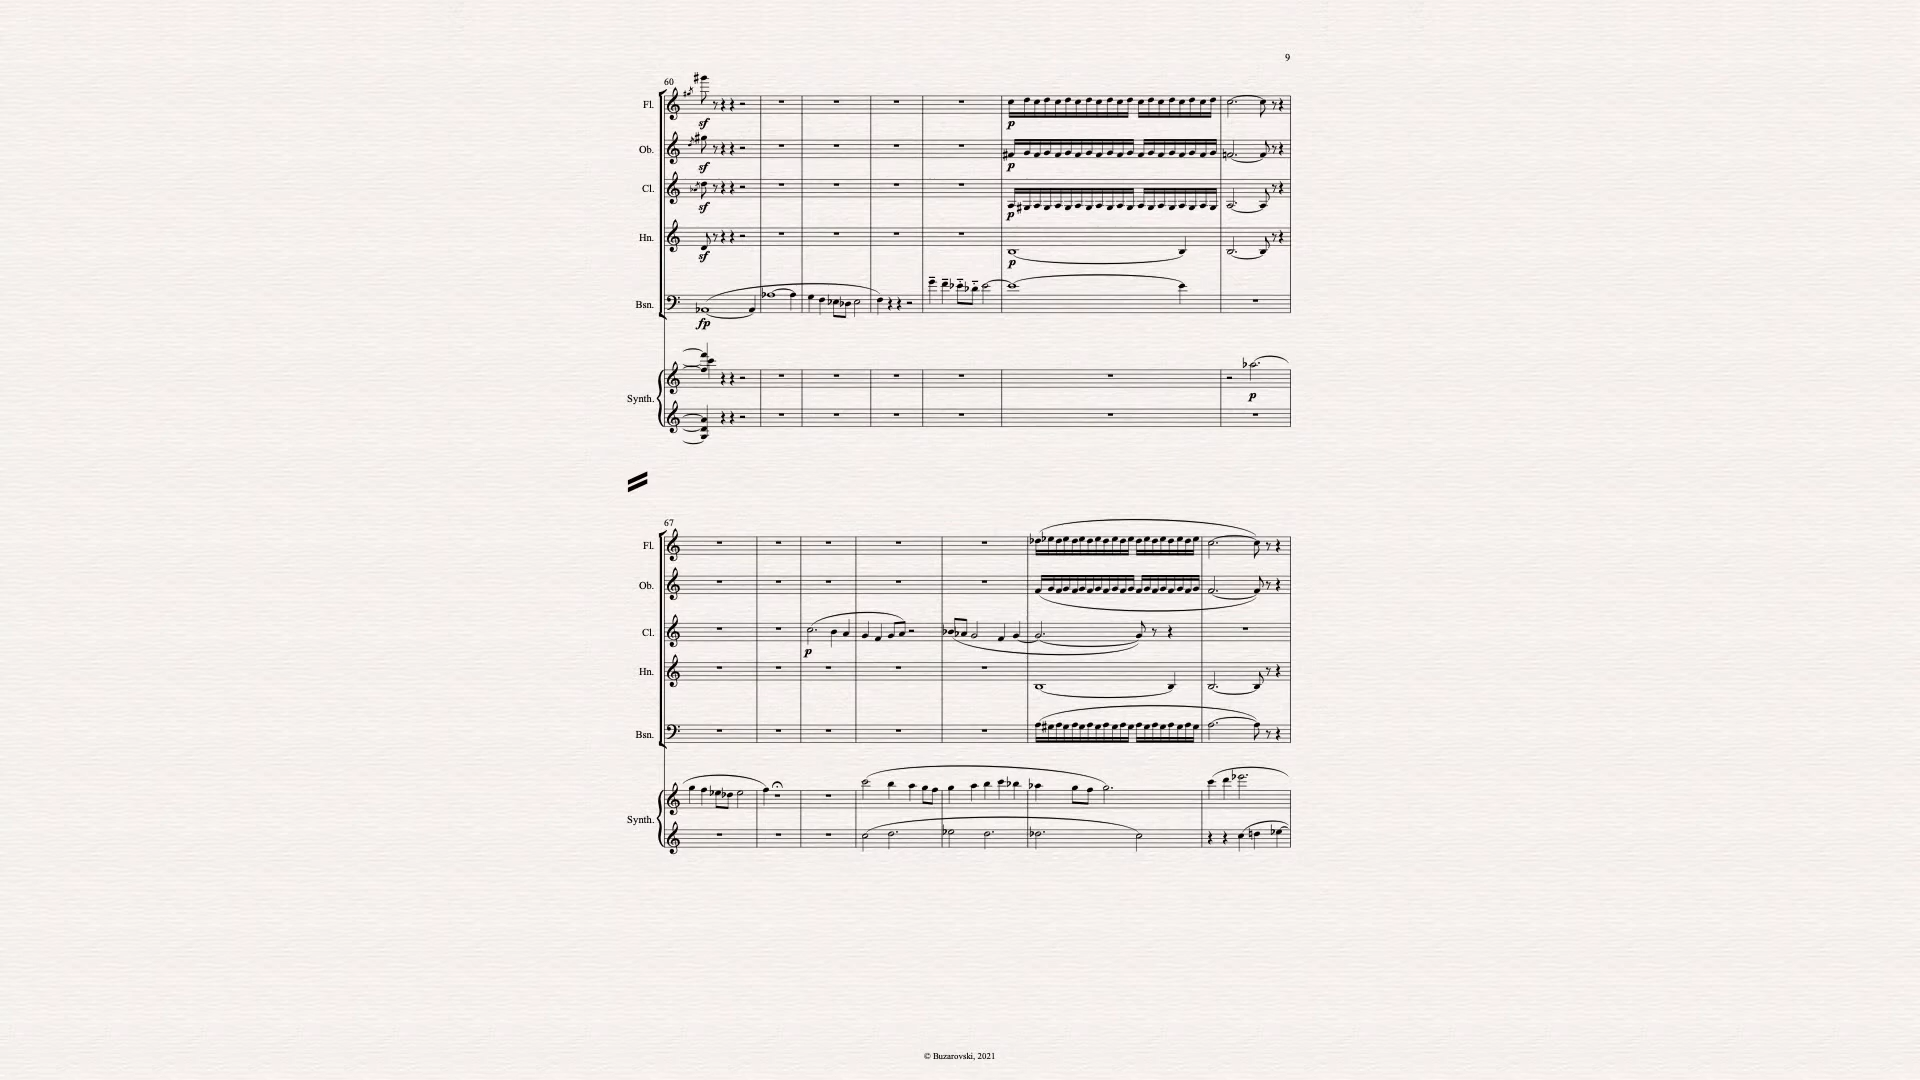 9
60
Fl.
sf
p
Ob.
sf
p
Cl.
sf
p
Hn.
sf
p
Bsn.
fp
Synth.
p
67
Fl.
Ob.
Cl.
p
Hn.
Bsn.
Synth.
© Buzarovski, 2021